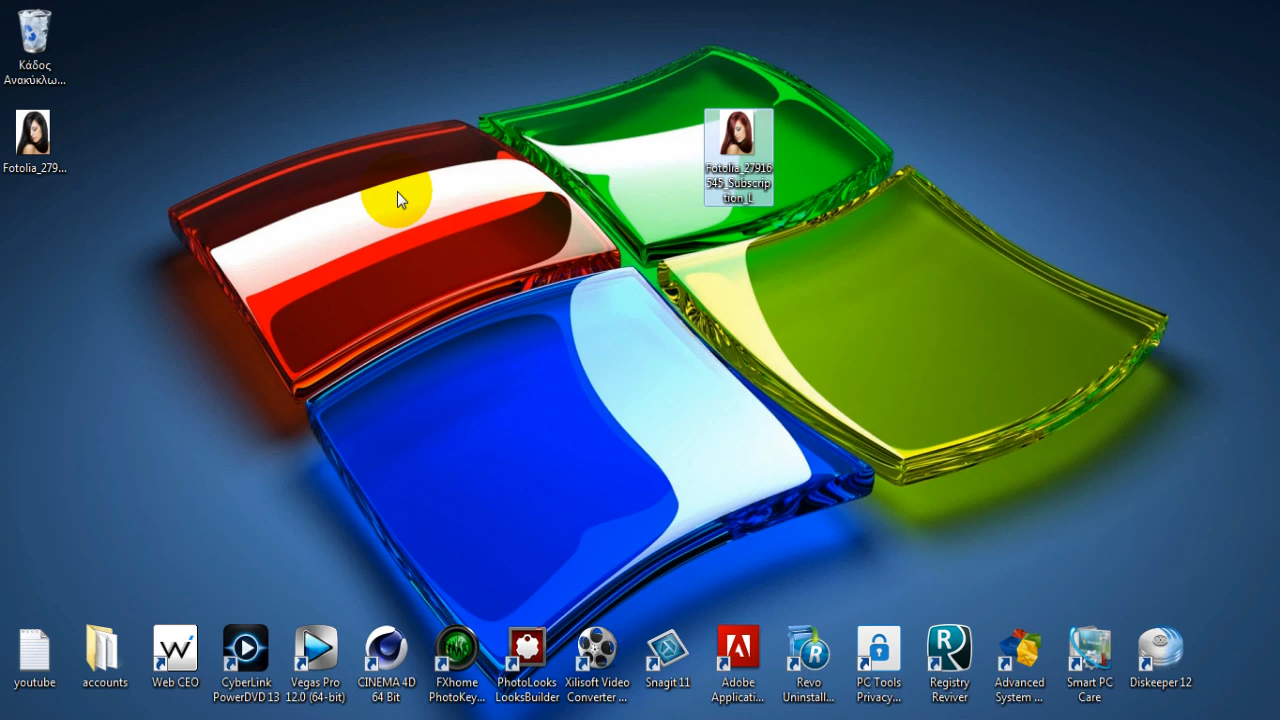 Κάδος
Ανακύκλω...
Fotolia_279...
Fotolia_27916
545_Subscrip
tion_L
youtube
accounts
Web CEO
CyberLink
PowerDVD 13
Vegas Pro
12.0 (64-bit)
CINEMA 4D
64 Bit
FXhome
PhotoKey...
PhotoLooks
LooksBuilder
Xilisoft Video
Converter ...
Snagit 11
Adobe
Applicati...
Revo
Uninstall...
PC Tools
Privacy...
Registry
Reviver
Advanced
System ...
Smart PC
Care
Diskeeper 12